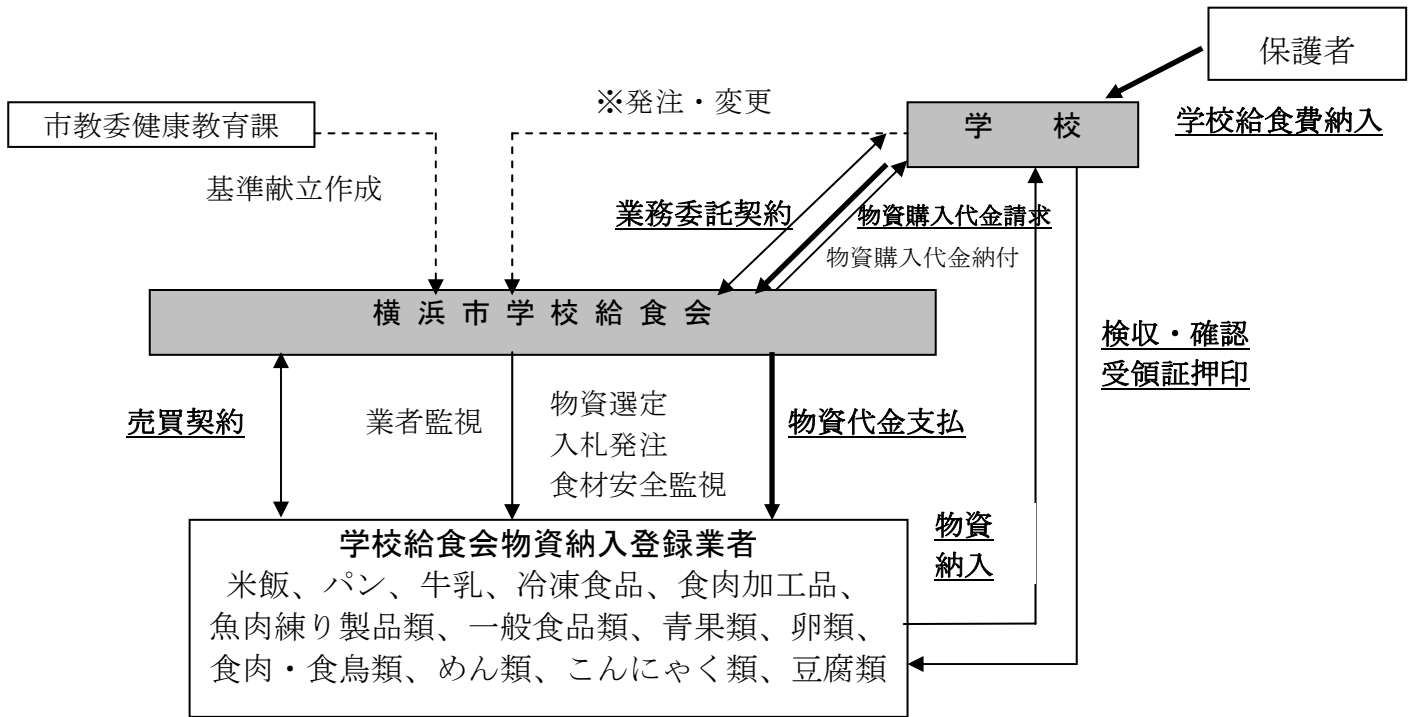 保護者
※発注・変更
市教委健康教育課
学　　校
学校給食費納入
基準献立作成
業務委託契約
物資購入代金請求
物資購入代金納付
横 浜 市 学 校 給 食 会
検収・確認
受領証押印
売買契約
業者監視
物資選定
入札発注
食材安全監視
物資代金支払
物資
納入
学校給食会物資納入登録業者
米飯、パン、牛乳、冷凍食品、食肉加工品、
魚肉練り製品類、一般食品類、青果類、卵類、
食肉・食鳥類、めん類、こんにゃく類、豆腐類